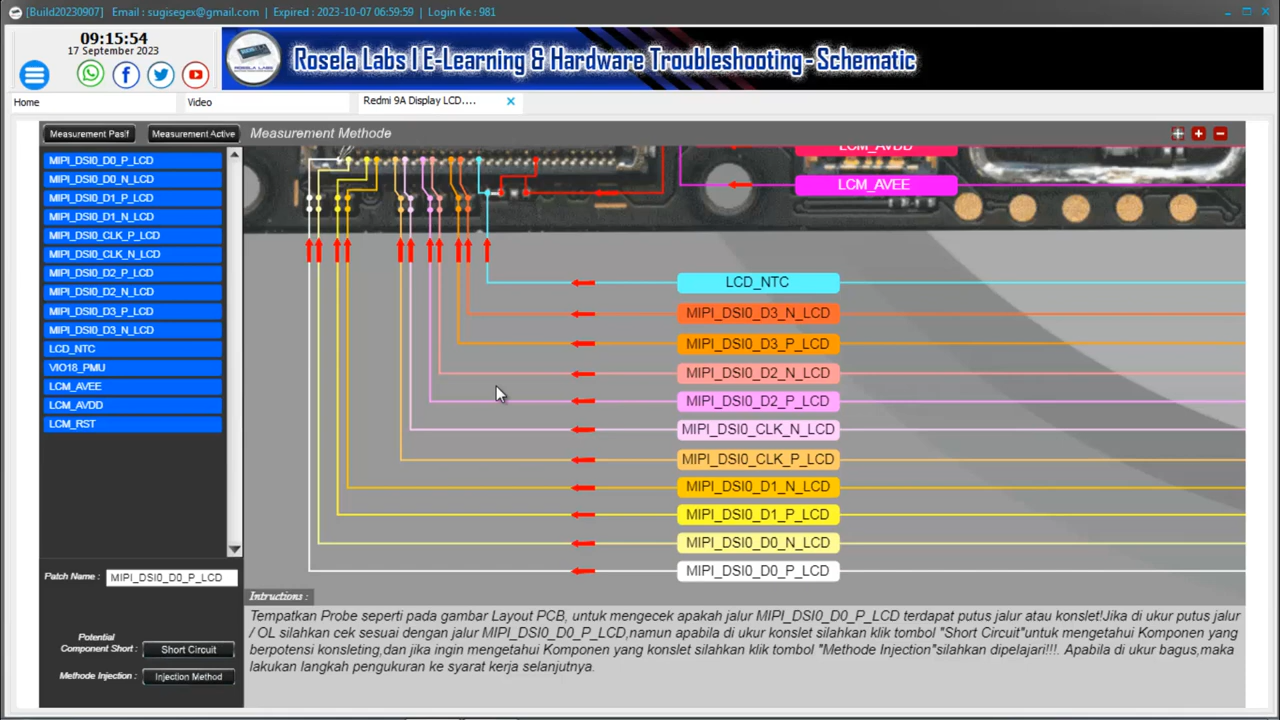 [Build20230907] Email : sugisegex@gmail.com | Expired : 2023-10-07 06:59:59 | Login Ke : 981
09:15:54
17 September 2023
ROSELA LABS
Rosela Labs | E-Learning & Hardware Troubleshooting - Schematic
Home
Video
Redmi 9A Display LCD....
Measurement Pasif
Measurement Active
Measurement Methode
MIPI_DSI0_D0_P_LCD
MIPI_DSI0_D0_N_LCD
MIPI_DSI0_D1_P_LCD
MIPI_DSI0_D1_N_LCD
MIPI_DSI0_CLK_P_LCD
MIPI_DSI0_CLK_N_LCD
MIPI_DSI0_D2_P_LCD
MIPI_DSI0_D2_N_LCD
MIPI_DSI0_D3_P_LCD
MIPI_DSI0_D3_N_LCD
LCD_NTC
VIO18_PMU
LCM_AVEE
LCM_AVDD
LCM_RST
LCM_AVDD
LCM_AVEE
LCD_NTC
MIPI_DSI0_D3_N_LCD
MIPI_DSI0_D3_P_LCD
MIPI_DSI0_D2_N_LCD
MIPI_DSI0_D2_P_LCD
MIPI_DSI0_CLK_N_LCD
MIPI_DSI0_CLK_P_LCD
MIPI_DSI0_D1_N_LCD
MIPI_DSI0_D1_P_LCD
MIPI_DSI0_D0_N_LCD
MIPI_DSI0_D0_P_LCD
Patch Name : MIPI_DSI0_D0_P_LCD
Potential
Component Short : Short Circuit
Methode Injection : Injection Method
Intructions :
Tempatkan Probe seperti pada gambar Layout PCB, untuk mengecek apakah jalur MIPI_DSI0_D0_P_LCD terdapat putus jalur atau konslet!Jika di ukur putus jalur
/ OL silahkan cek sesuai dengan jalur MIPI_DSI0_D0_P_LCD,namun apabila di ukur konslet silahkan klik tombol "Short Circuit"untuk mengetahui Komponen yang
berpotensi konsleting,dan jika ingin mengetahui Komponen yang konslet silahkan klik tombol "Methode Injection"silahkan dipelajari!!!. Apabila di ukur bagus,maka
lakukan langkah pengukuran ke syarat kerja selanjutnya.